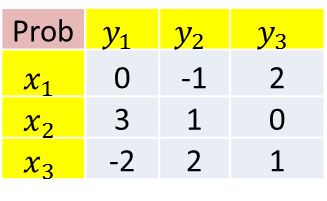 Prob y₁ y₂ y₃
x₁ 0 -1 2
x₂ 3 1 0
x₃ -2 2 1